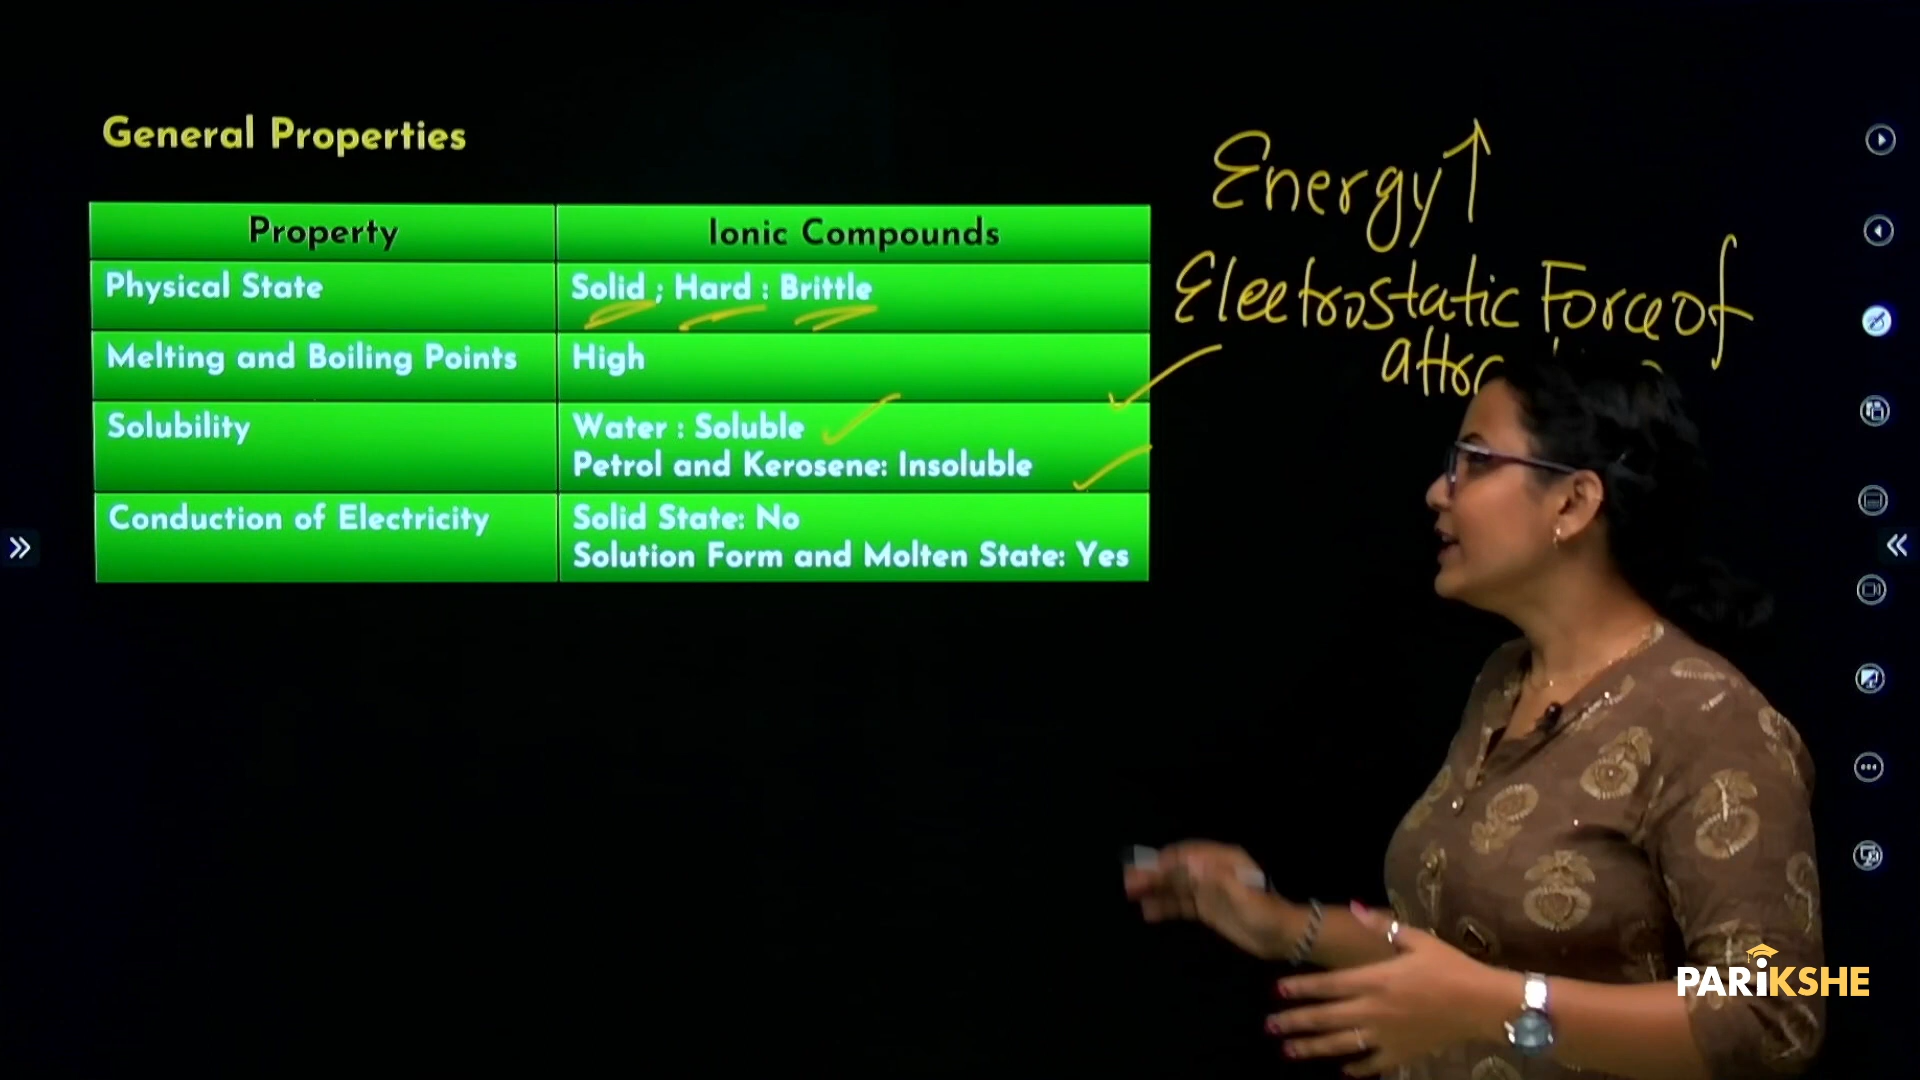 General Properties
Property Ionic Compounds
Physical State Solid ; Hard : Brittle
Melting and Boiling Points High
Solubility Water : Soluble
Petrol and Kerosene: Insoluble
Conduction of Electricity Solid State: No
Solution Form and Molten State: Yes
Energy↑
Electrostatic Force of
PARiKSHE